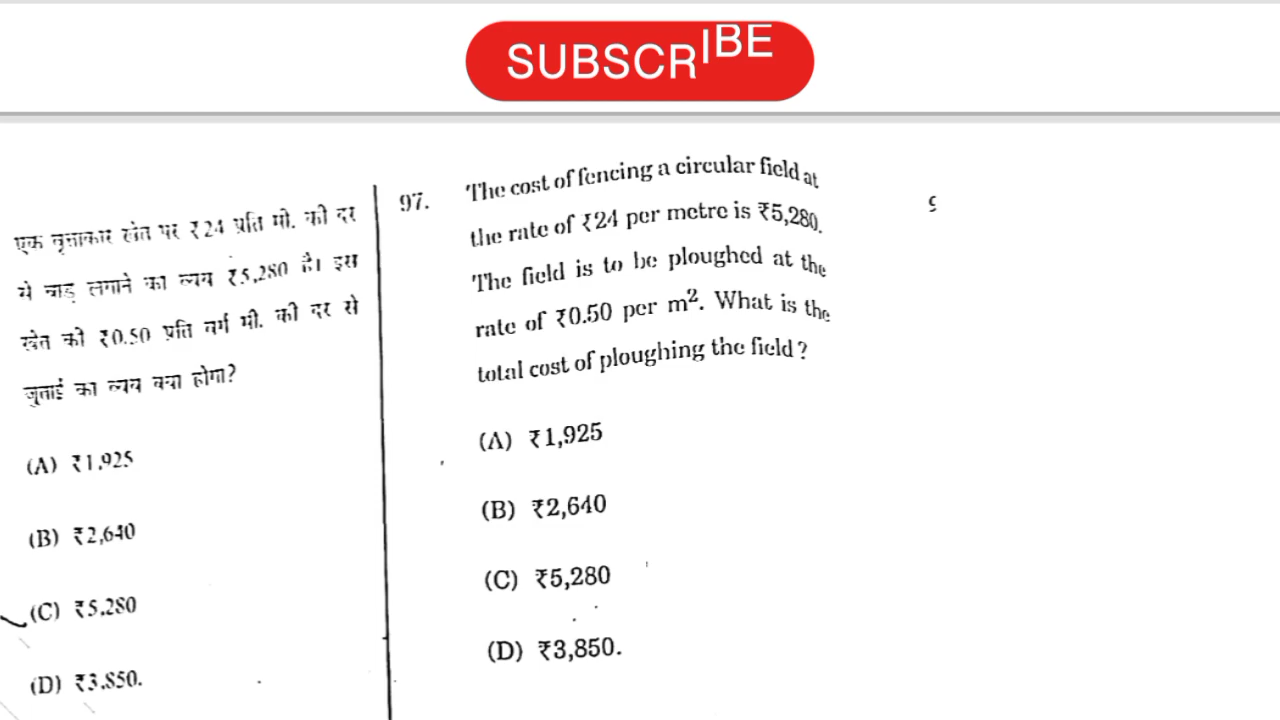 SUBSCRIBE
एक वृत्ताकार खेत पर ₹24 प्रति मी. की दर
से बाड़ लगाने का व्यय ₹5,280 है। इस
खेत की ₹0.50 प्रति वर्ग मी. की दर से
जुताई का व्यय क्या होगा?
(A) ₹1,925
(B) ₹2,640
(C) ₹5,280
(D) ₹3,850.
97. The cost of fencing a circular field at
the rate of ₹24 per metre is ₹5,280.
The field is to be ploughed at the
rate of ₹0.50 per m². What is the
total cost of ploughing the field?
(A) ₹1,925
(B) ₹2,640
(C) ₹5,280
(D) ₹3,850.